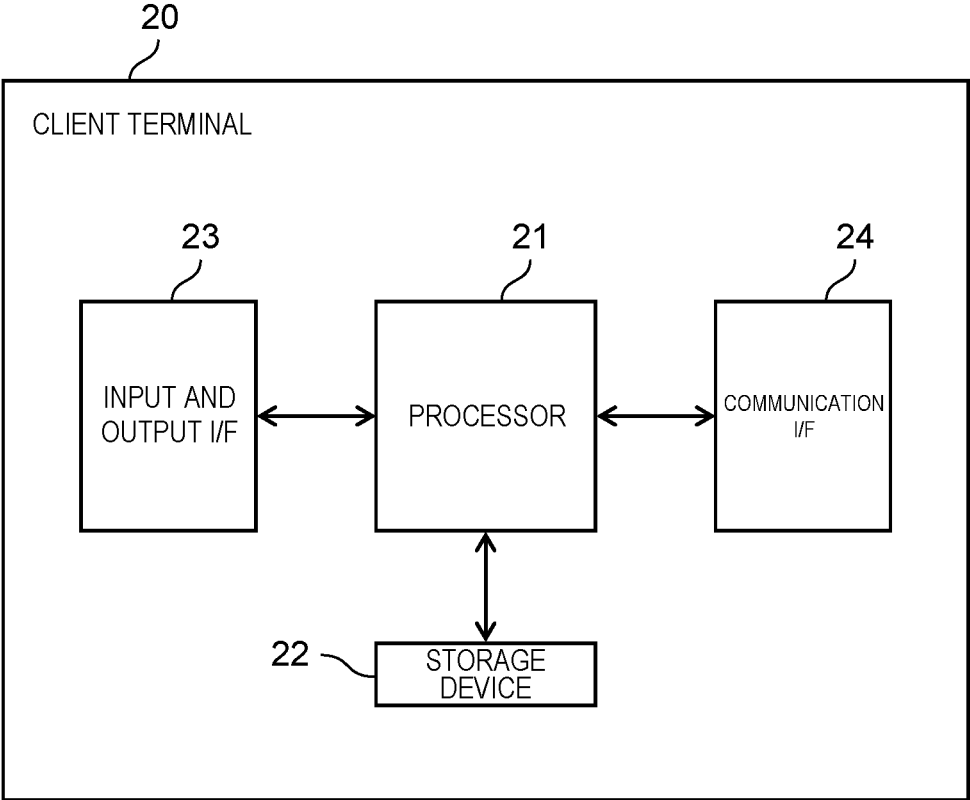 20
CLIENT TERMINAL
23
21
24
INPUT AND
OUTPUT I/F
PROCESSOR
COMMUNICATION
I/F
22
STORAGE
DEVICE